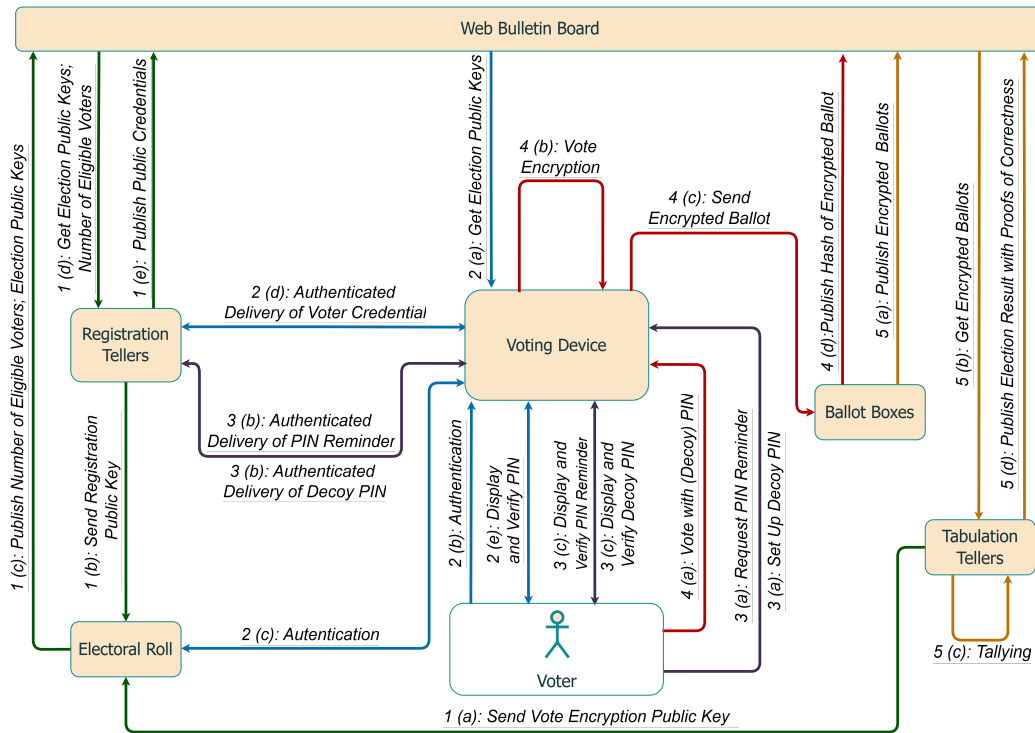 Web Bulletin Board
1 (c): Publish Number of Eligible Voters; Election Public Keys
1 (d): Get Election Public Keys;
Number of Eligible Voters
1 (e): Publish Public Credentials
2 (a): Get Election Public Keys
4 (b): Vote
Encryption
4 (c): Send
Encrypted Ballot
4 (d):Publish Hash of Encrypted Ballot
5 (a): Publish Encrypted Ballots
5 (b): Get Encrypted Ballots
5 (d): Publish Election Result with Proofs of Correctness
Registration
Tellers
2 (d): Authenticated
Delivery of Voter Credential
Voting Device
Ballot Boxes
3 (b): Authenticated
Delivery of PIN Reminder
3 (b): Authenticated
Delivery of Decoy PIN
1 (b): Send Registration
Public Key
2 (b): Authentication
2 (e): Display
and Verify PIN
3 (c): Display and
Verify PIN Reminder
3 (c): Display and
Verify Decoy PIN
4 (a): Vote with (Decoy) PIN
3 (a): Request PIN Reminder
3 (a): Set Up Decoy PIN
Tabulation
Tellers
Electoral Roll
2 (c): Autentication
Voter
5 (c): Tallying
1 (a): Send Vote Encryption Public Key